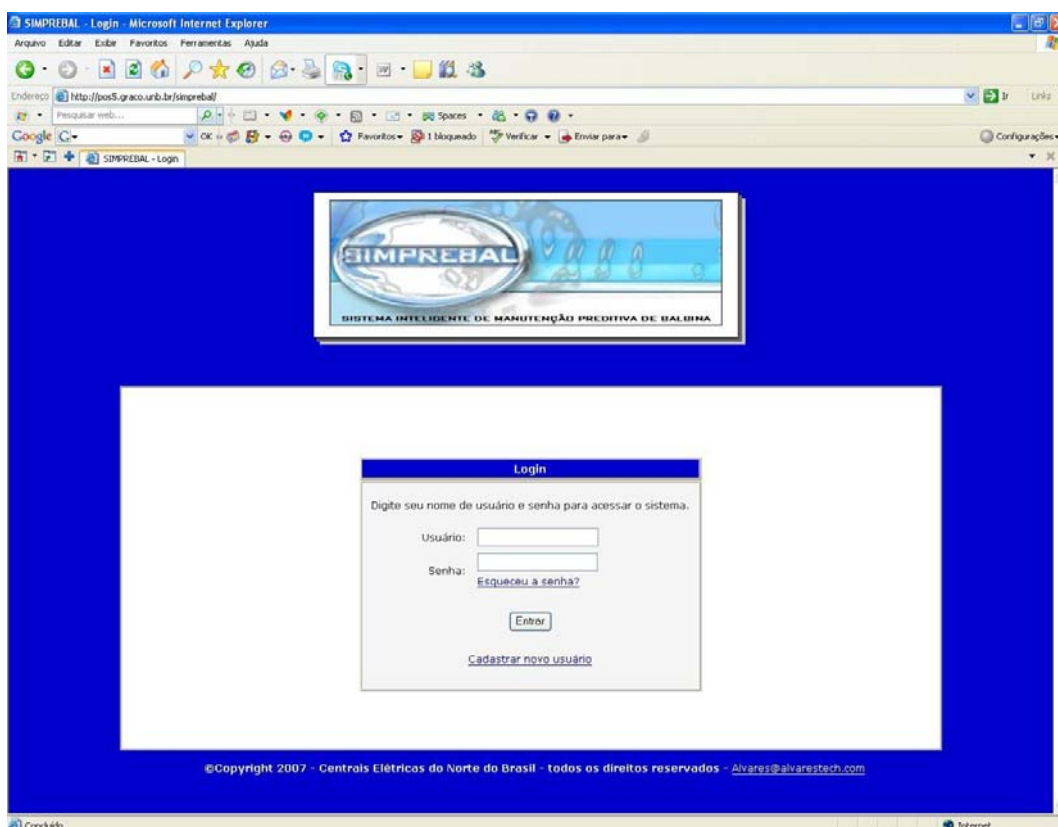 SIMPREBAL - Login - Microsoft Internet Explorer
Arquivo Editar Exibir Favoritos Ferramentas Ajuda
Endereço http://pos5.graco.unb.br/simprebal/ Ir Links
Pesquisar web... Spaces
Google G OK Favoritos 1 bloqueado Verificar Enviar para Configurações
SIMPREBAL - Login
SIMPREBAL
SISTEMA INTELIGENTE DE MANUTENÇÃO PREDITIVA DE BALBINA
Login
Digite seu nome de usuário e senha para acessar o sistema.
Usuário:
Senha:
Esqueceu a senha?
Entrar
Cadastrar novo usuário
©Copyright 2007 - Centrais Elétricas do Norte do Brasil - todos os direitos reservados - Alvares@alvarestech.com
Concluído Internet